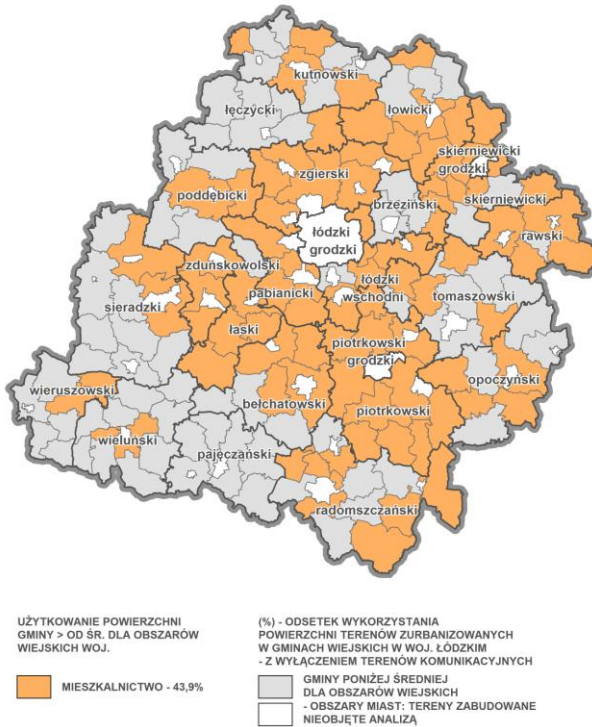 kutnowski
łęczycki
łowicki
skierniewicki
grodzki
zgierski
poddębicki
brzeziński
skierniewicki
łódzki
grodzki
rawski
zduńskowolski
łódzki
wschodni
tomaszowski
sieradzki
pabianicki
łaski
piotrkowski
grodzki
wieruszowski
opoczyński
bełchatowski
piotrkowski
wieluński
pajęczański
radomszczański
UŻYTKOWANIE POWIERZCHNI
GMINY > OD ŚR. DLA OBSZARÓW
WIEJSKICH WOJ.
MIESZKALNICTWO - 43,9%
(%) - ODSETEK WYKORZYSTANIA
POWIERZCHNI TERENÓW ZURBANIZOWANYCH
W GMINACH WIEJSKICH W WOJ. ŁÓDZKIM
- Z WYŁĄCZENIEM TERENÓW KOMUNIKACYJNYCH
GMINY PONIŻEJ ŚREDNIEJ
DLA OBSZARÓW WIEJSKICH
- OBSZARY MIAST: TERENY ZABUDOWANE
NIEOBJĘTE ANALIZĄ